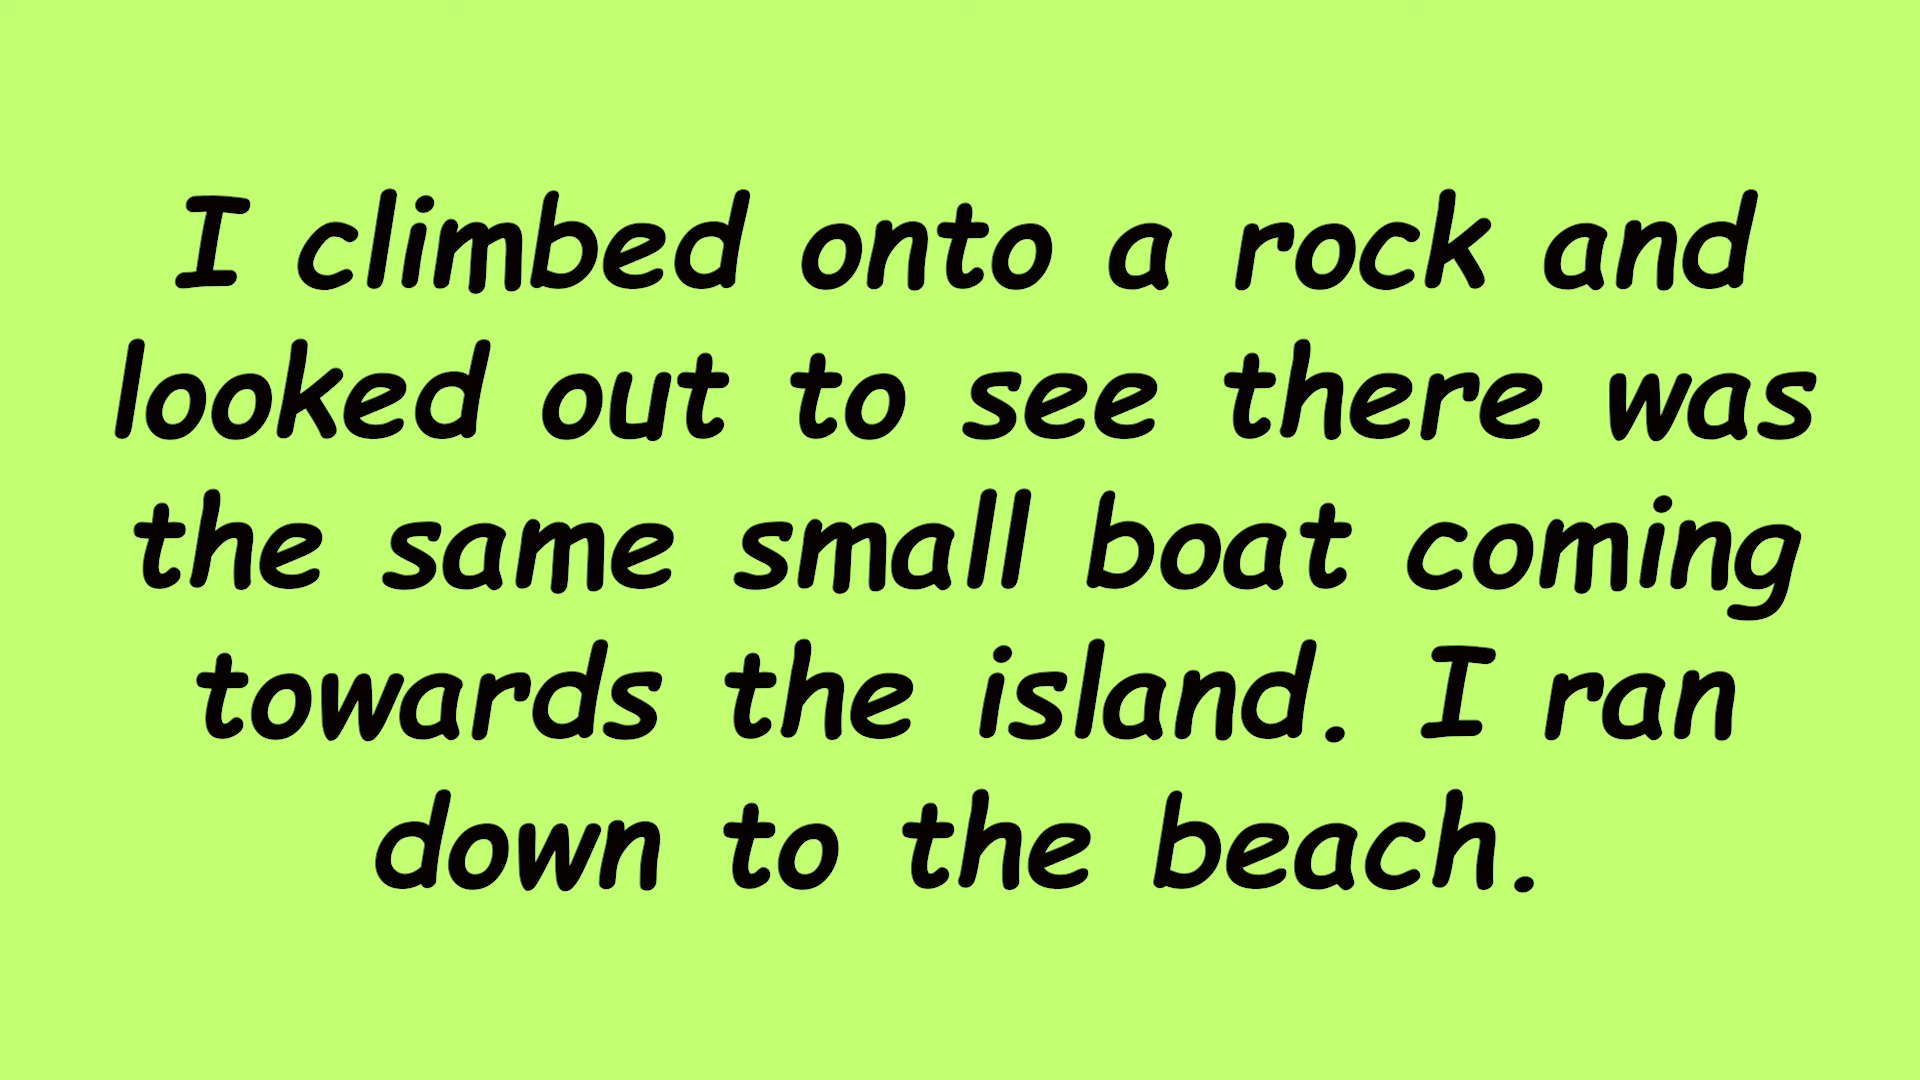 I climbed onto a rock and
looked out to see there was
the same small boat coming
towards the island. I ran
down to the beach.